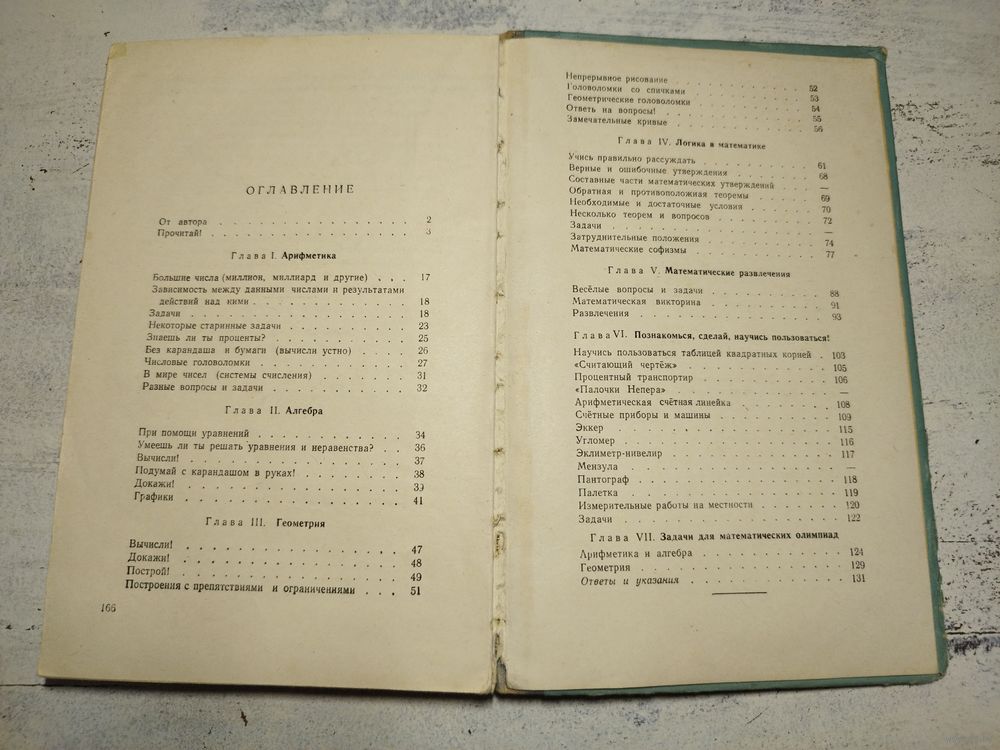 ОГЛАВЛЕНИЕ
От автора . . . . . . . . . . . . . . . 2
Прочитай! . . . . . . . . . . . . . . . 3
Глава I. Арифметика
Большие числа (миллион, миллиард и другие) . . . 17
Зависимость между данными числами и результатами
действий над ними . . . . . . . . . . . . 18
Задачи . . . . . . . . . . . . . . . . 18
Некоторые старинные задачи . . . . . . . . . 23
Знаешь ли ты проценты? . . . . . . . . . . 25
Без карандаша и бумаги (вычисли устно) . . . . 26
Числовые головоломки . . . . . . . . . . . 27
В мире чисел (системы счисления) . . . . . . . 31
Разные вопросы и задачи . . . . . . . . . . 32
Глава II. Алгебра
При помощи уравнений . . . . . . . . . . . 34
Умеешь ли ты решать уравнения и неравенства? . . 36
Вычисли! . . . . . . . . . . . . . . . 37
Подумай с карандашом в руках! . . . . . . . . 38
Докажи! . . . . . . . . . . . . . . . . 39
Графики . . . . . . . . . . . . . . . . 41
Глава III. Геометрия
Вычисли! . . . . . . . . . . . . . . . 47
Докажи! . . . . . . . . . . . . . . . . 48
Построй! . . . . . . . . . . . . . . . 49
Построения с препятствиями и ограничениями . . . 51
166
Непрерывное рисование . . . . . . . . . . 52
Головоломки со спичками . . . . . . . . . . 53
Геометрические головоломки . . . . . . . . . 54
Ответь на вопросы! . . . . . . . . . . . . 55
Замечательные кривые . . . . . . . . . . . 56
Глава IV. Логика в математике
Учись правильно рассуждать . . . . . . . . . 61
Верные и ошибочные утверждения . . . . . . . 68
Составные части математических утверждений . . . —
Обратная и противоположная теоремы . . . . . . 69
Необходимые и достаточные условия . . . . . . 70
Несколько теорем и вопросов . . . . . . . . . 72
Задачи . . . . . . . . . . . . . . . . —
Затруднительные положения . . . . . . . . . 74
Математические софизмы . . . . . . . . . . 77
Глава V. Математические развлечения
Весёлые вопросы и задачи . . . . . . . . . . 88
Математическая викторина . . . . . . . . . . 91
Развлечения . . . . . . . . . . . . . . 93
Глава VI. Познакомься, сделай, научись пользоваться!
Научись пользоваться таблицей квадратных корней . 103
«Считающий чертёж» . . . . . . . . . . . . 105
Процентный транспортир . . . . . . . . . . 106
«Палочки Непера» . . . . . . . . . . . . . —
Арифметическая счётная линейка . . . . . . . 108
Счётные приборы и машины . . . . . . . . . 109
Эккер . . . . . . . . . . . . . . . . 115
Угломер . . . . . . . . . . . . . . . . 116
Эклиметр-нивелир . . . . . . . . . . . . . 117
Мензула . . . . . . . . . . . . . . . . —
Пантограф . . . . . . . . . . . . . . . 118
Палетка . . . . . . . . . . . . . . . . 119
Измерительные работы на местности . . . . . . 120
Задачи . . . . . . . . . . . . . . . . 122
Глава VII. Задачи для математических олимпиад
Арифметика и алгебра . . . . . . . . . . . 124
Геометрия . . . . . . . . . . . . . . . 129
Ответы и указания . . . . . . . . . . . . 131